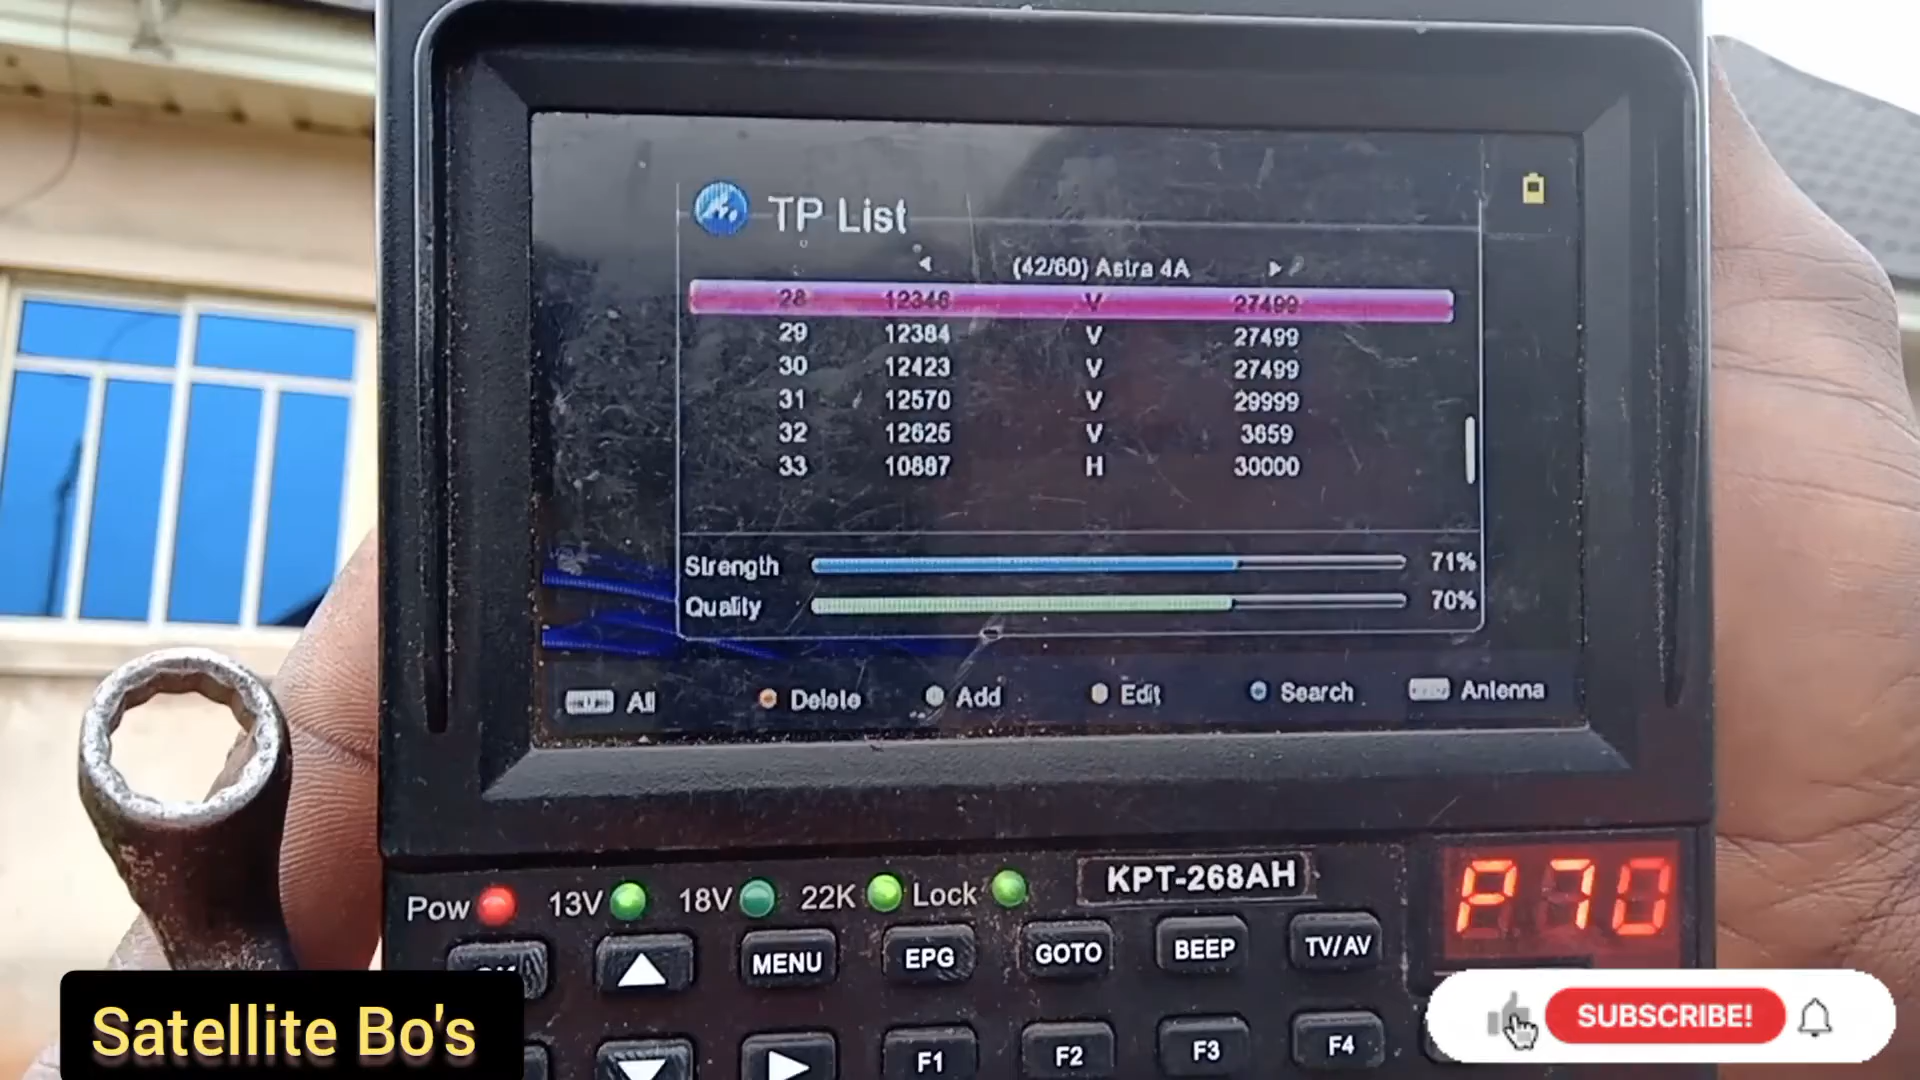 TP List
(42/60) Astra 4A
28 12346 V 27499
29 12384 V 27499
30 12423 V 27499
31 12570 V 29999
32 12625 V 3659
33 10887 H 30000
Strength 71%
Quality 70%
All Delete Add Edit Search Antenna
KPT-268AH
Pow 13V 18V 22K Lock
P70
OK MENU EPG GOTO BEEP TV/AV
F1 F2 F3 F4
Satellite Bo's
SUBSCRIBE!